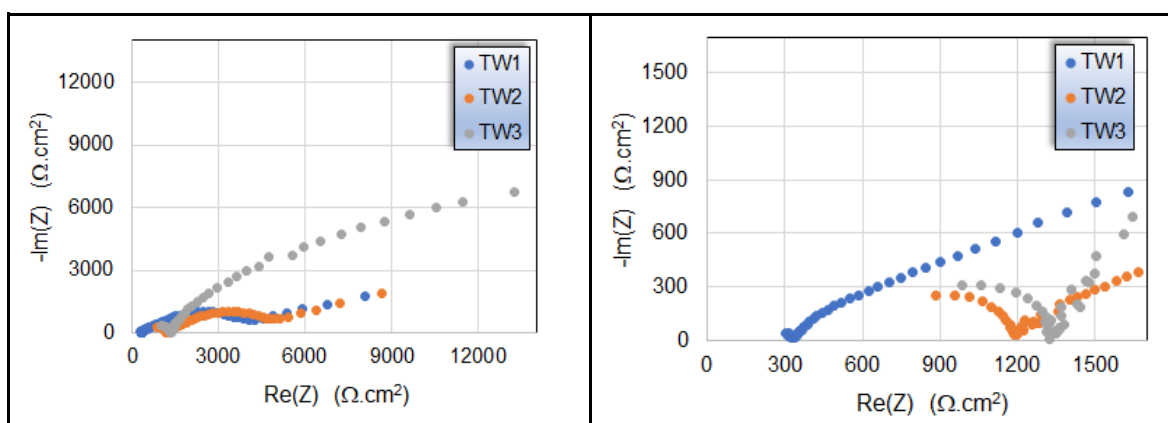 12000
9000
6000
3000
0
0 3000 6000 9000 12000
-Im(Z) (Ω.cm²)
Re(Z) (Ω.cm²)
TW1
TW2
TW3
1500
1200
900
600
300
0
0 300 600 900 1200 1500
-Im(Z) (Ω.cm²)
Re(Z) (Ω.cm²)
TW1
TW2
TW3